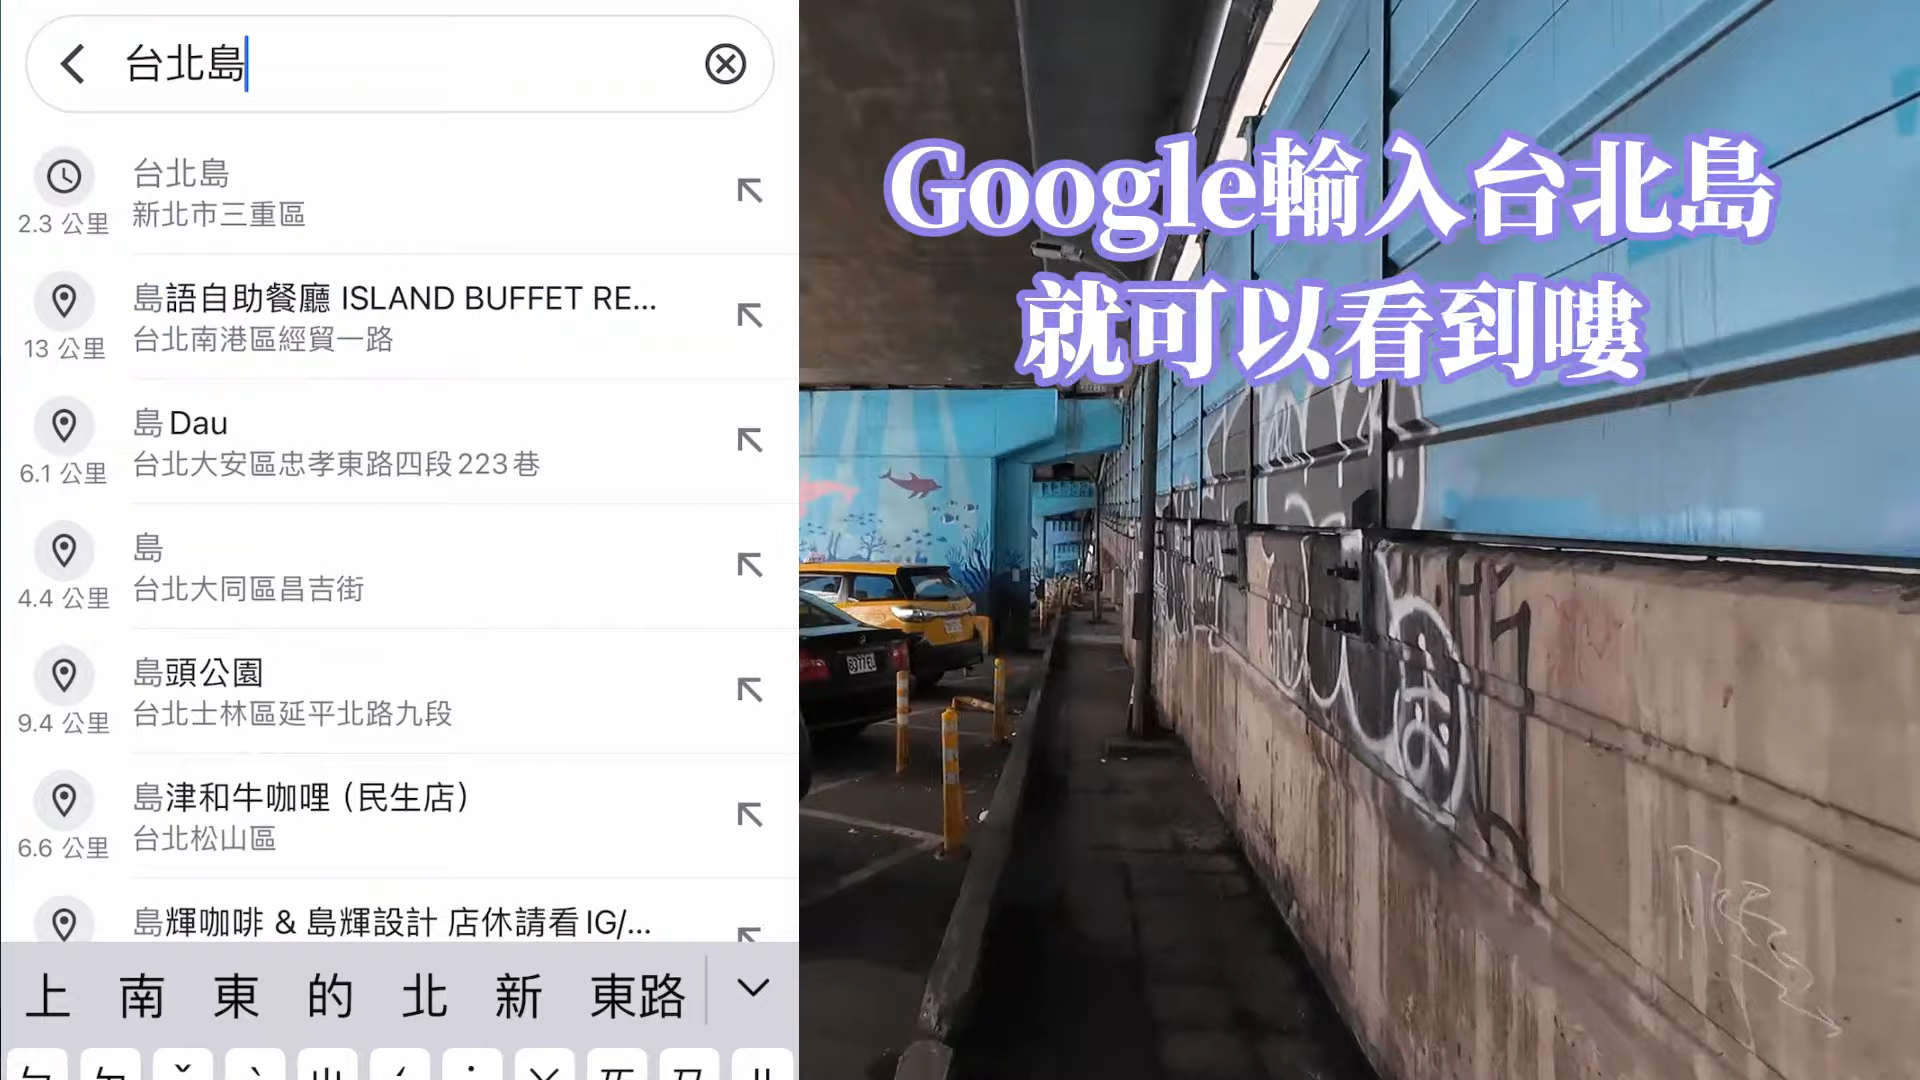 台北島
台北島
新北市三重區
2.3 公里
島語自助餐廳 ISLAND BUFFET RE...
台北南港區經貿一路
13 公里
島 Dau
台北大安區忠孝東路四段223巷
6.1 公里
島
台北大同區昌吉街
4.4 公里
島頭公園
台北士林區延平北路九段
9.4 公里
島津和牛咖哩（民生店）
台北松山區
6.6 公里
島輝咖啡 & 島輝設計 店休請看IG/...
上 南 東 的 北 新 東路
Google輸入台北島
就可以看到嘍